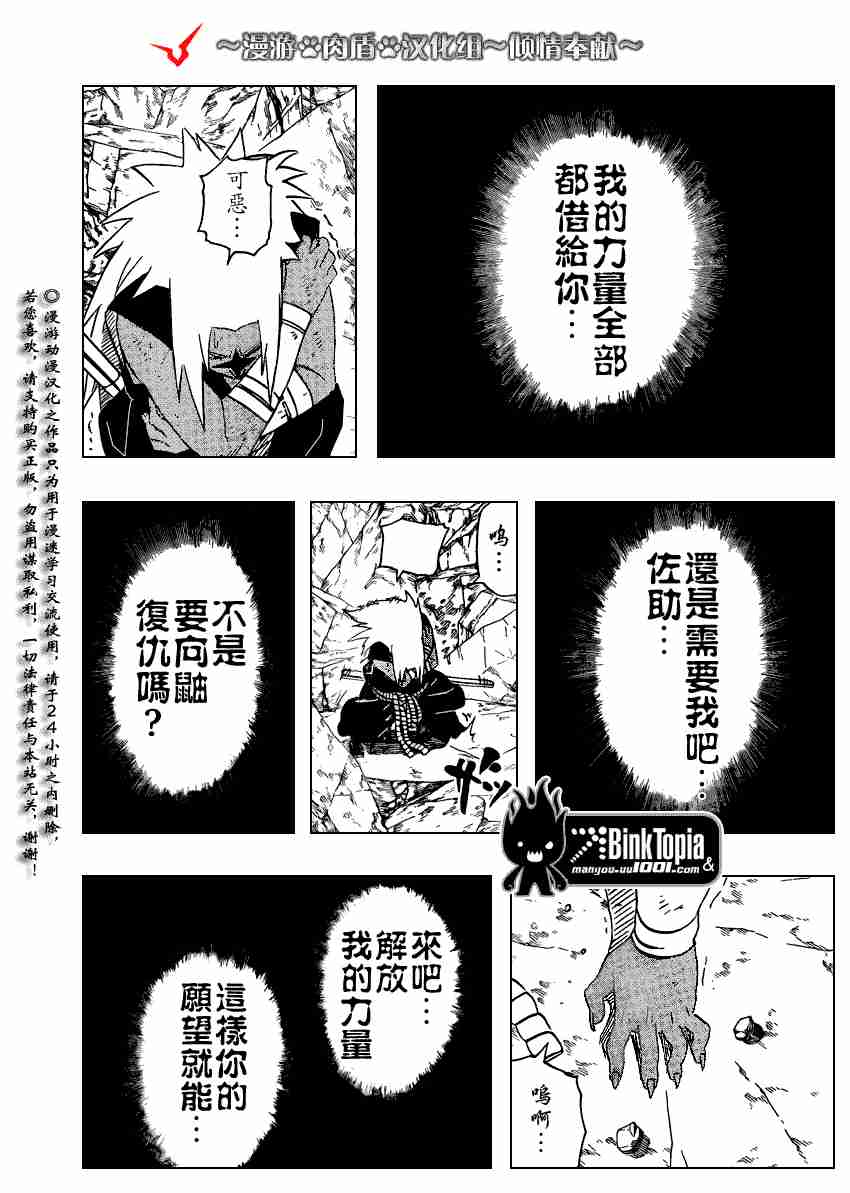 ～漫游肉盾汉化组～倾情奉献～
我的力量全部
都借給你…
可惡…
還是需要我吧…
佐助…
嗚…
ザッ
不是
要向鼬
復仇嗎？
BinkTopia
&
manyou.uu1001.com
嗚啊…
來吧…
解放
我的力量
這樣你的
願望就能…
◎漫游动漫汉化之作品只为用于漫迷学习交流使用，请于24小时之内删除，
若您喜欢，请支持购买正版，勿盗用谋取私利，一切法律责任与本站无关，谢谢！